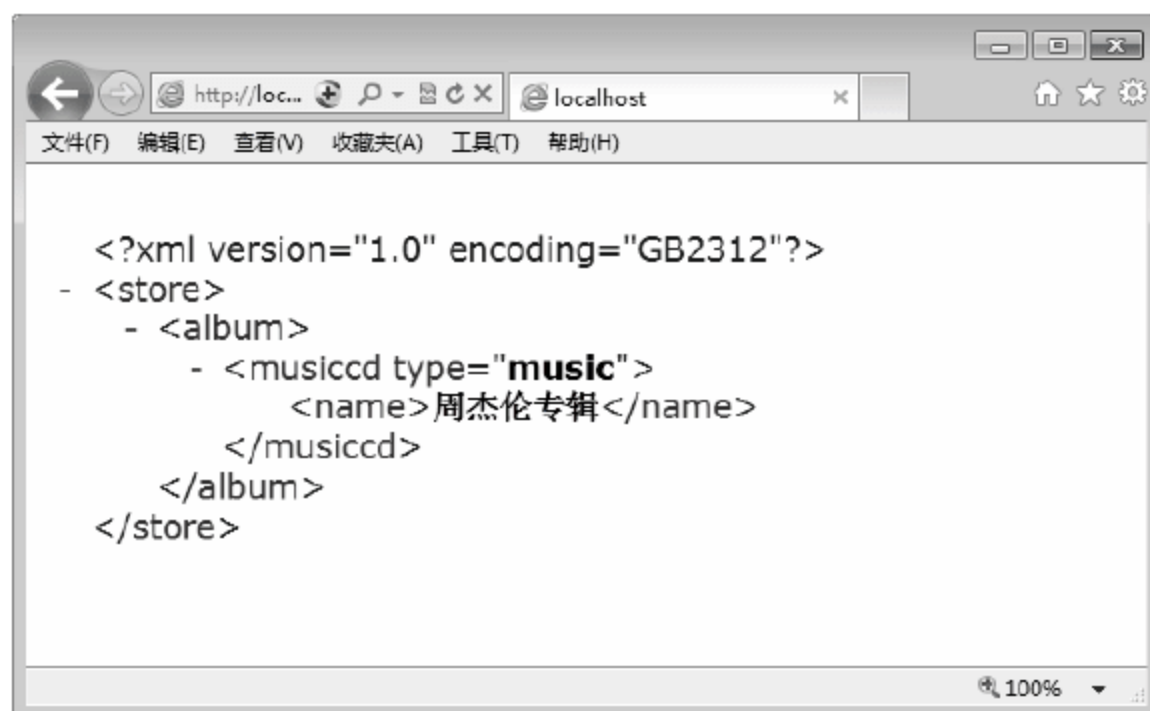 http://loc...
localhost
文件(F) 编辑(E) 查看(V) 收藏夹(A) 工具(T) 帮助(H)
<?xml version="1.0" encoding="GB2312"?>
- <store>
- <album>
- <musiccd type="music">
<name>周杰伦专辑</name>
</musiccd>
</album>
</store>
100%